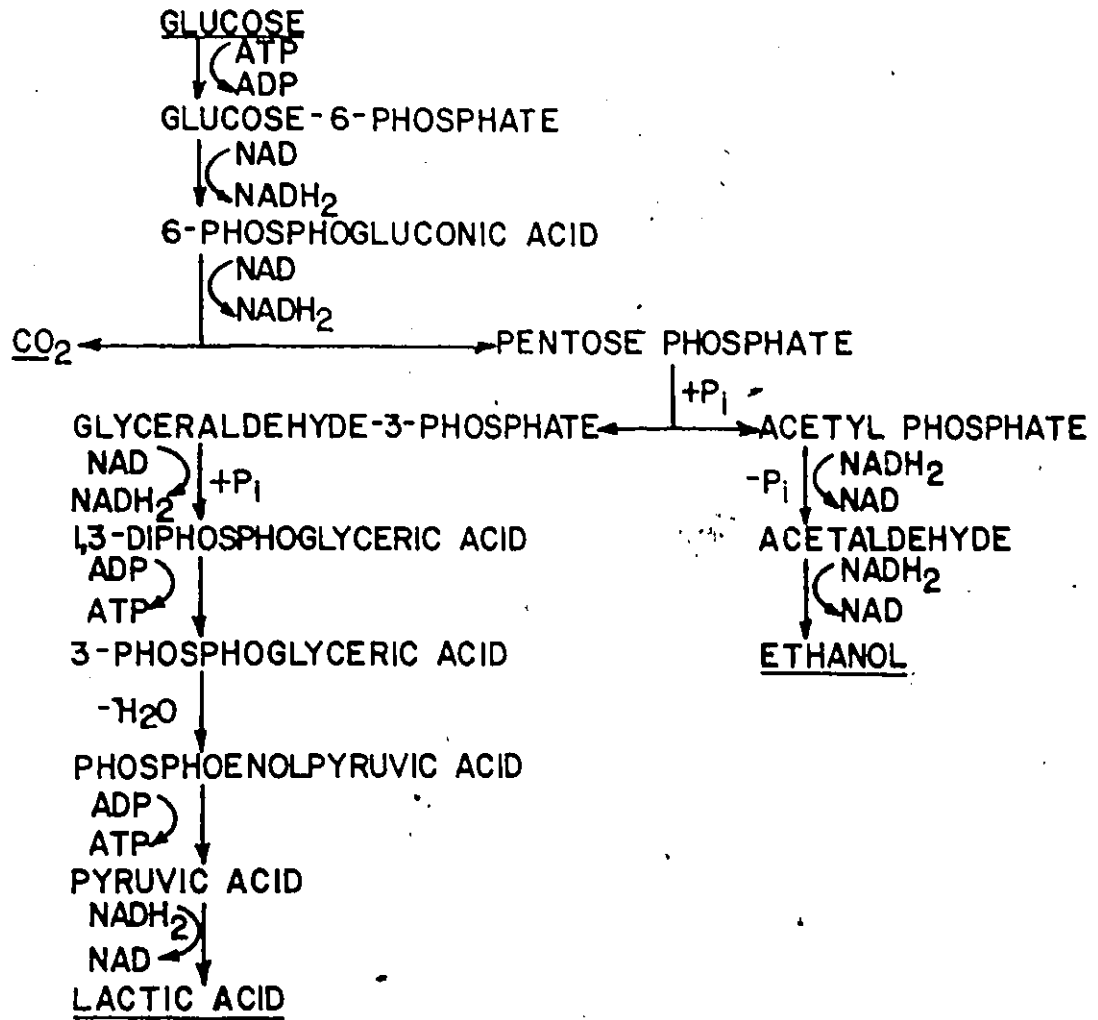 GLUCOSE
ATP
ADP
GLUCOSE-6-PHOSPHATE
NAD
NADH2
6-PHOSPHOGLUCONIC ACID
NAD
NADH2
CO2
PENTOSE PHOSPHATE
+Pi
GLYCERALDEHYDE-3-PHOSPHATE
ACETYL PHOSPHATE
NAD
NADH2
+Pi
NADH2
-Pi
NAD
1,3-DIPHOSPHOGLYCERIC ACID
ACETALDEHYDE
ADP
ATP
NADH2
NAD
3-PHOSPHOGLYCERIC ACID
ETHANOL
-H2O
PHOSPHOENOLPYRUVIC ACID
ADP
ATP
PYRUVIC ACID
NADH2
NAD
LACTIC ACID